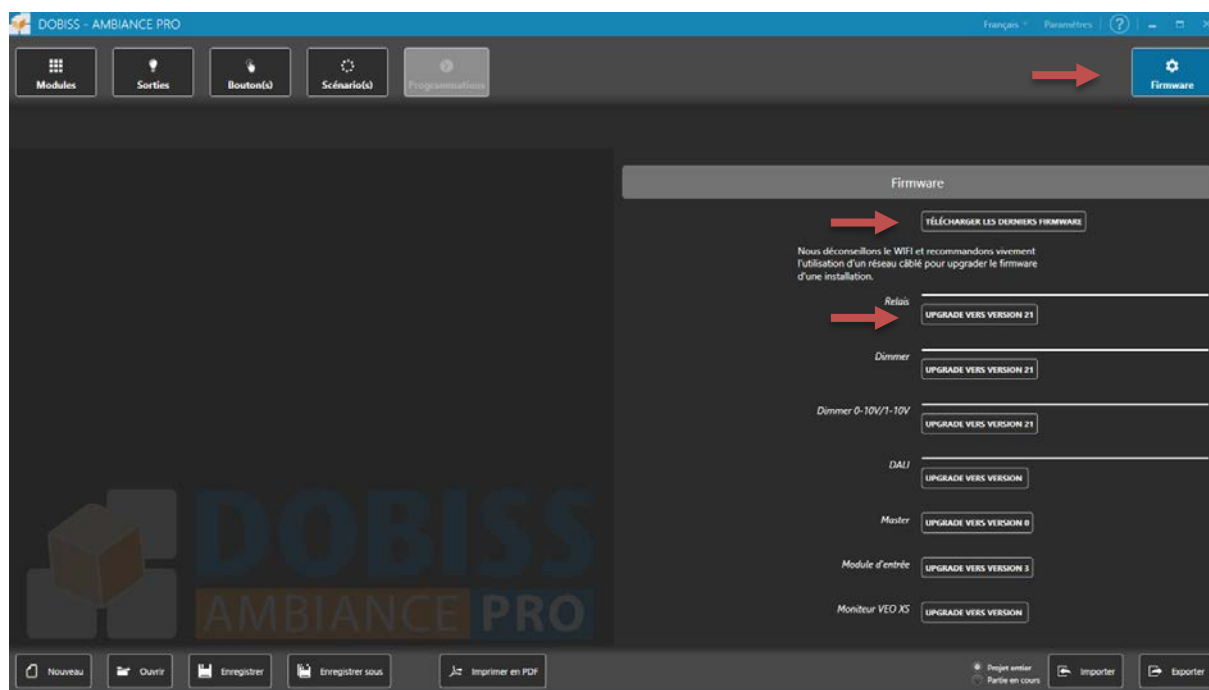 DOBISS - AMBIANCE PRO
Français
Paramètres
?
Modules
Sorties
Bouton(s)
Scénario(s)
Programmations
Firmware
Firmware
TÉLÉCHARGER LES DERNIERS FIRMWARE
Nous déconseillons le WIFI et recommandons vivement
l'utilisation d'un réseau câblé pour upgrader le firmware
d'une installation.
Relais
UPGRADE VERS VERSION 21
Dimmer
UPGRADE VERS VERSION 21
Dimmer 0-10V/1-10V
UPGRADE VERS VERSION 21
DALI
UPGRADE VERS VERSION
Master
UPGRADE VERS VERSION 0
Module d'entrée
UPGRADE VERS VERSION 3
Moniteur VEO XS
UPGRADE VERS VERSION
DOBISS
AMBIANCE PRO
Nouveau
Ouvrir
Enregistrer
Enregistrer sous
Imprimer en PDF
Projet entier
Partie en cours
Importer
Exporter